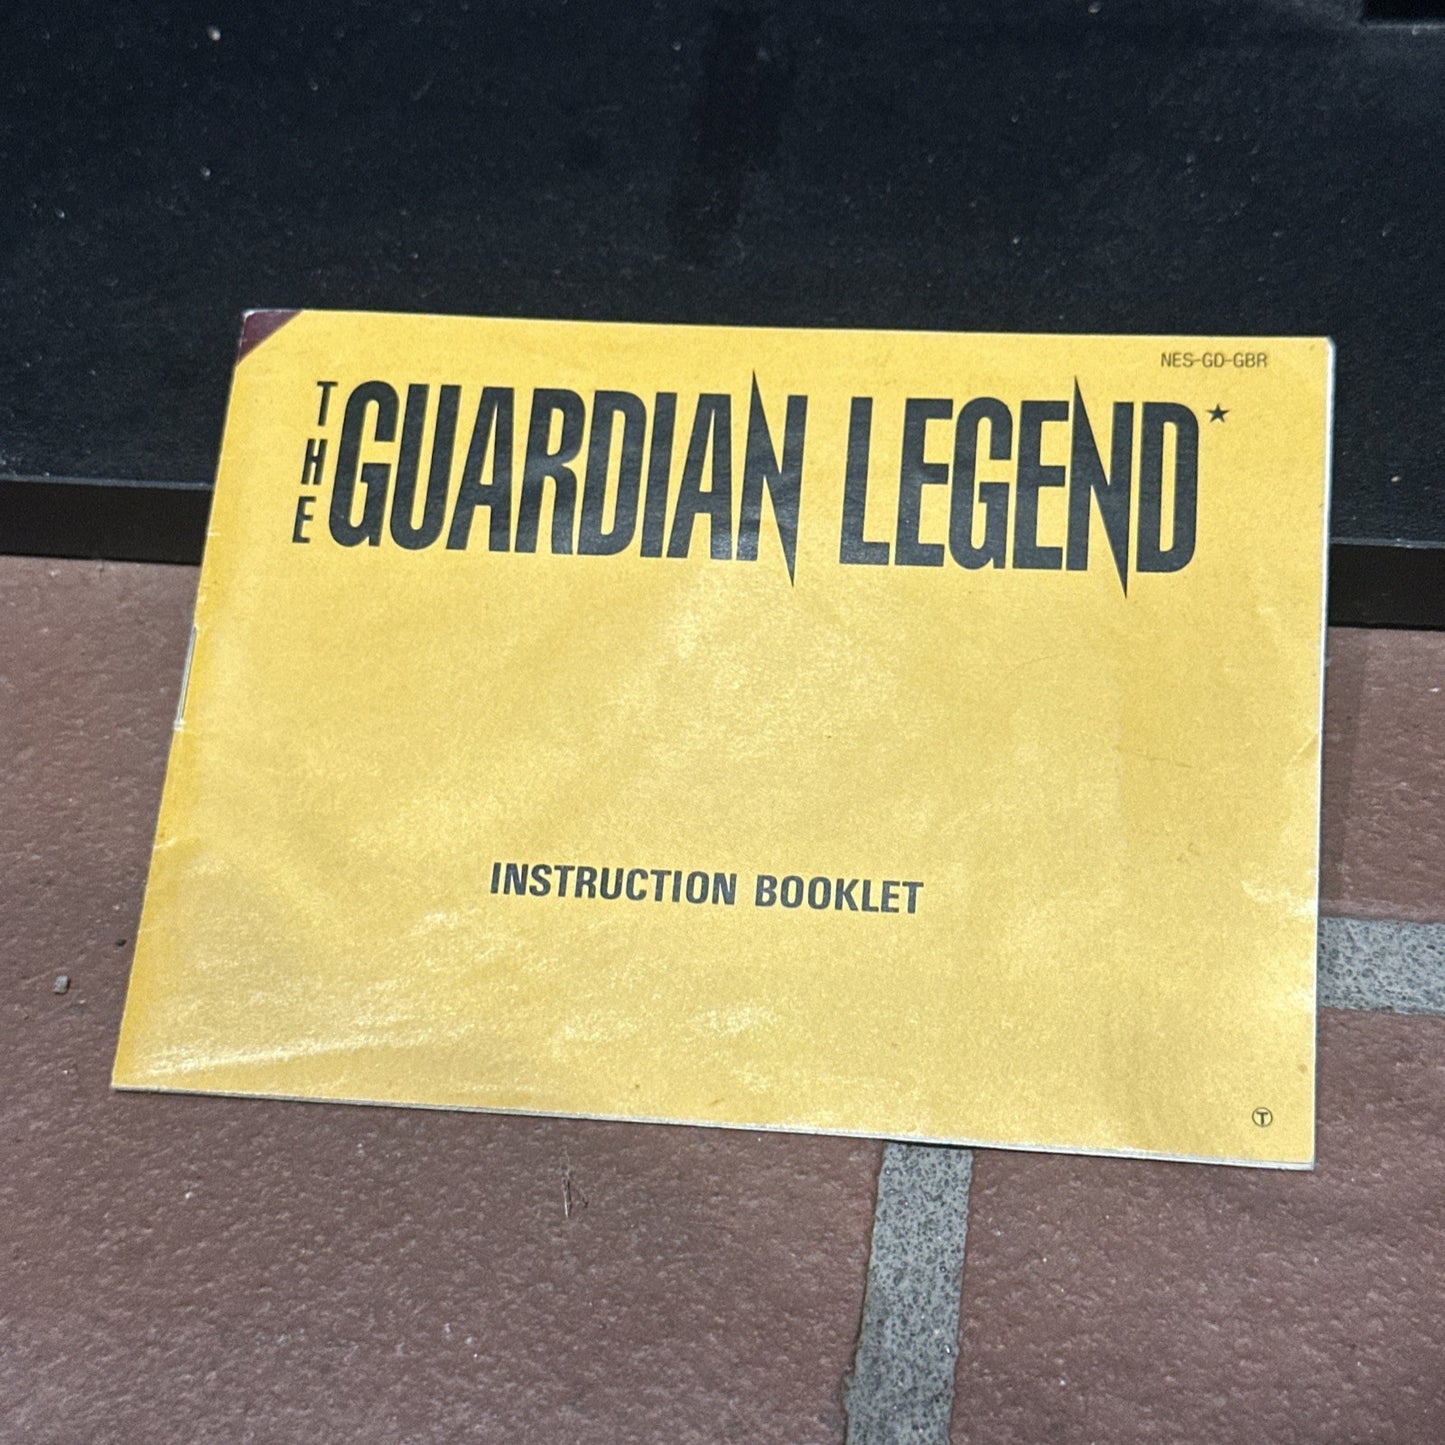 NES-GD-GBR
THE GUARDIAN LEGEND★
INSTRUCTION BOOKLET
Ⓣ